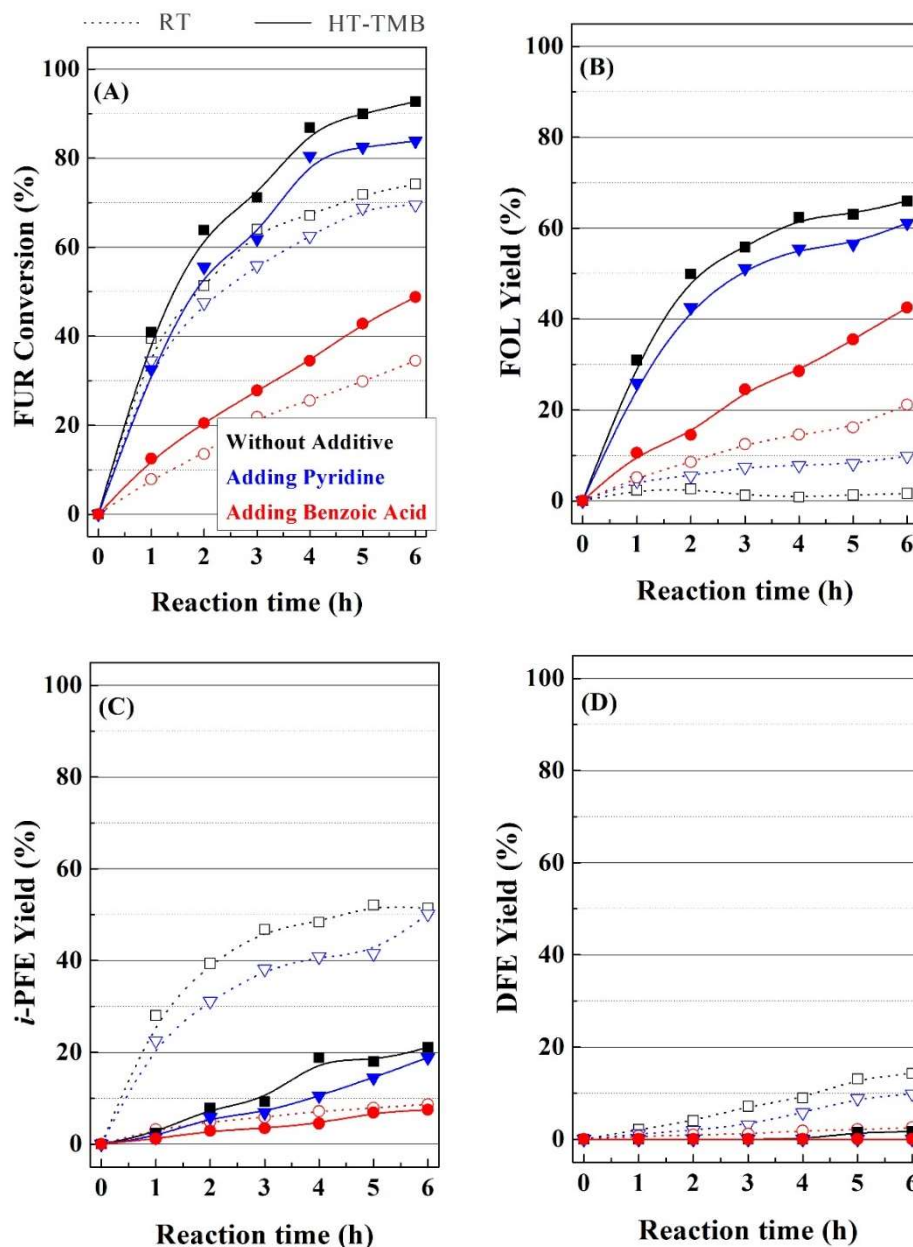 RT HT-TMB
(A)
FUR Conversion (%)
100
80
60
40
20
0
Without Additive
Adding Pyridine
Adding Benzoic Acid
0 1 2 3 4 5 6
Reaction time (h)
(B)
FOL Yield (%)
100
80
60
40
20
0
0 1 2 3 4 5 6
Reaction time (h)
(C)
i-PFE Yield (%)
100
80
60
40
20
0
0 1 2 3 4 5 6
Reaction time (h)
(D)
DFE Yield (%)
100
80
60
40
20
0
0 1 2 3 4 5 6
Reaction time (h)